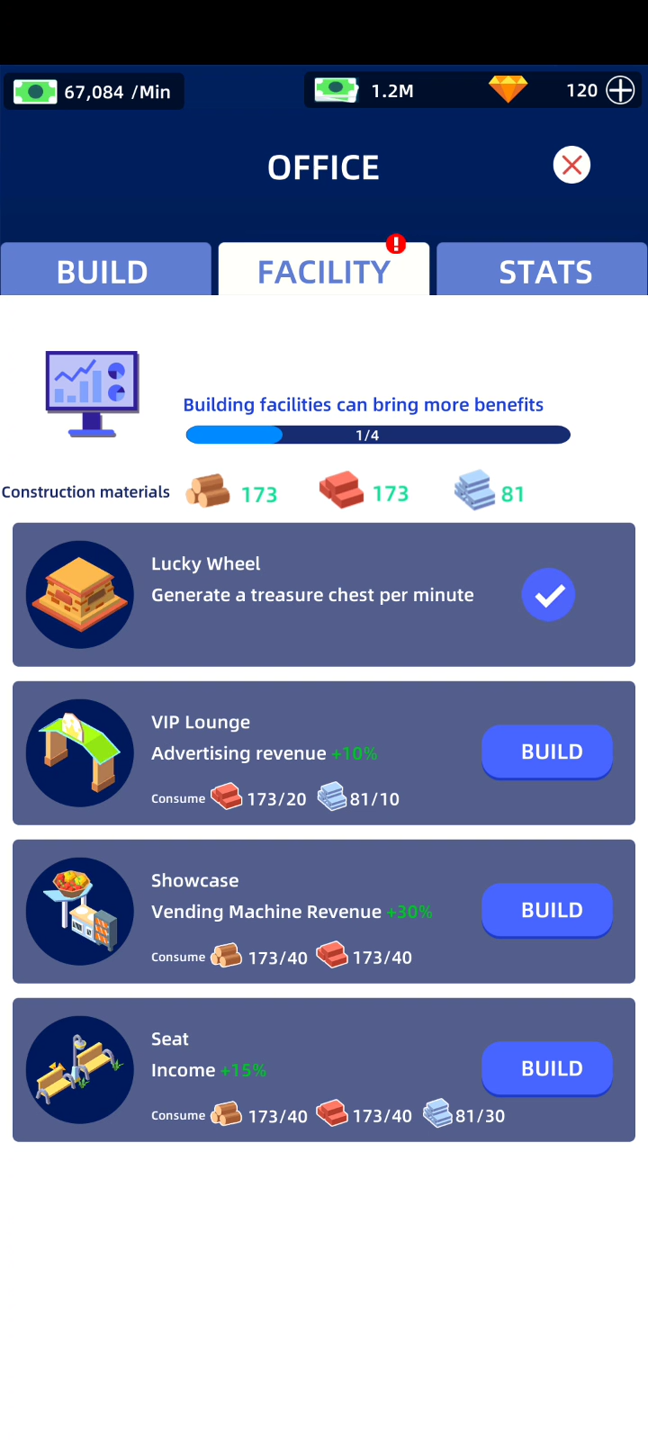 67,084 /Min
1.2M
120
OFFICE
BUILD
FACILITY
STATS
Building facilities can bring more benefits
1/4
Construction materials 173 173 81
Lucky Wheel
Generate a treasure chest per minute
VIP Lounge
Advertising revenue +10%
BUILD
Consume 173/20 81/10
Showcase
Vending Machine Revenue +30%
BUILD
Consume 173/40 173/40
Seat
Income +15%
BUILD
Consume 173/40 173/40 81/30